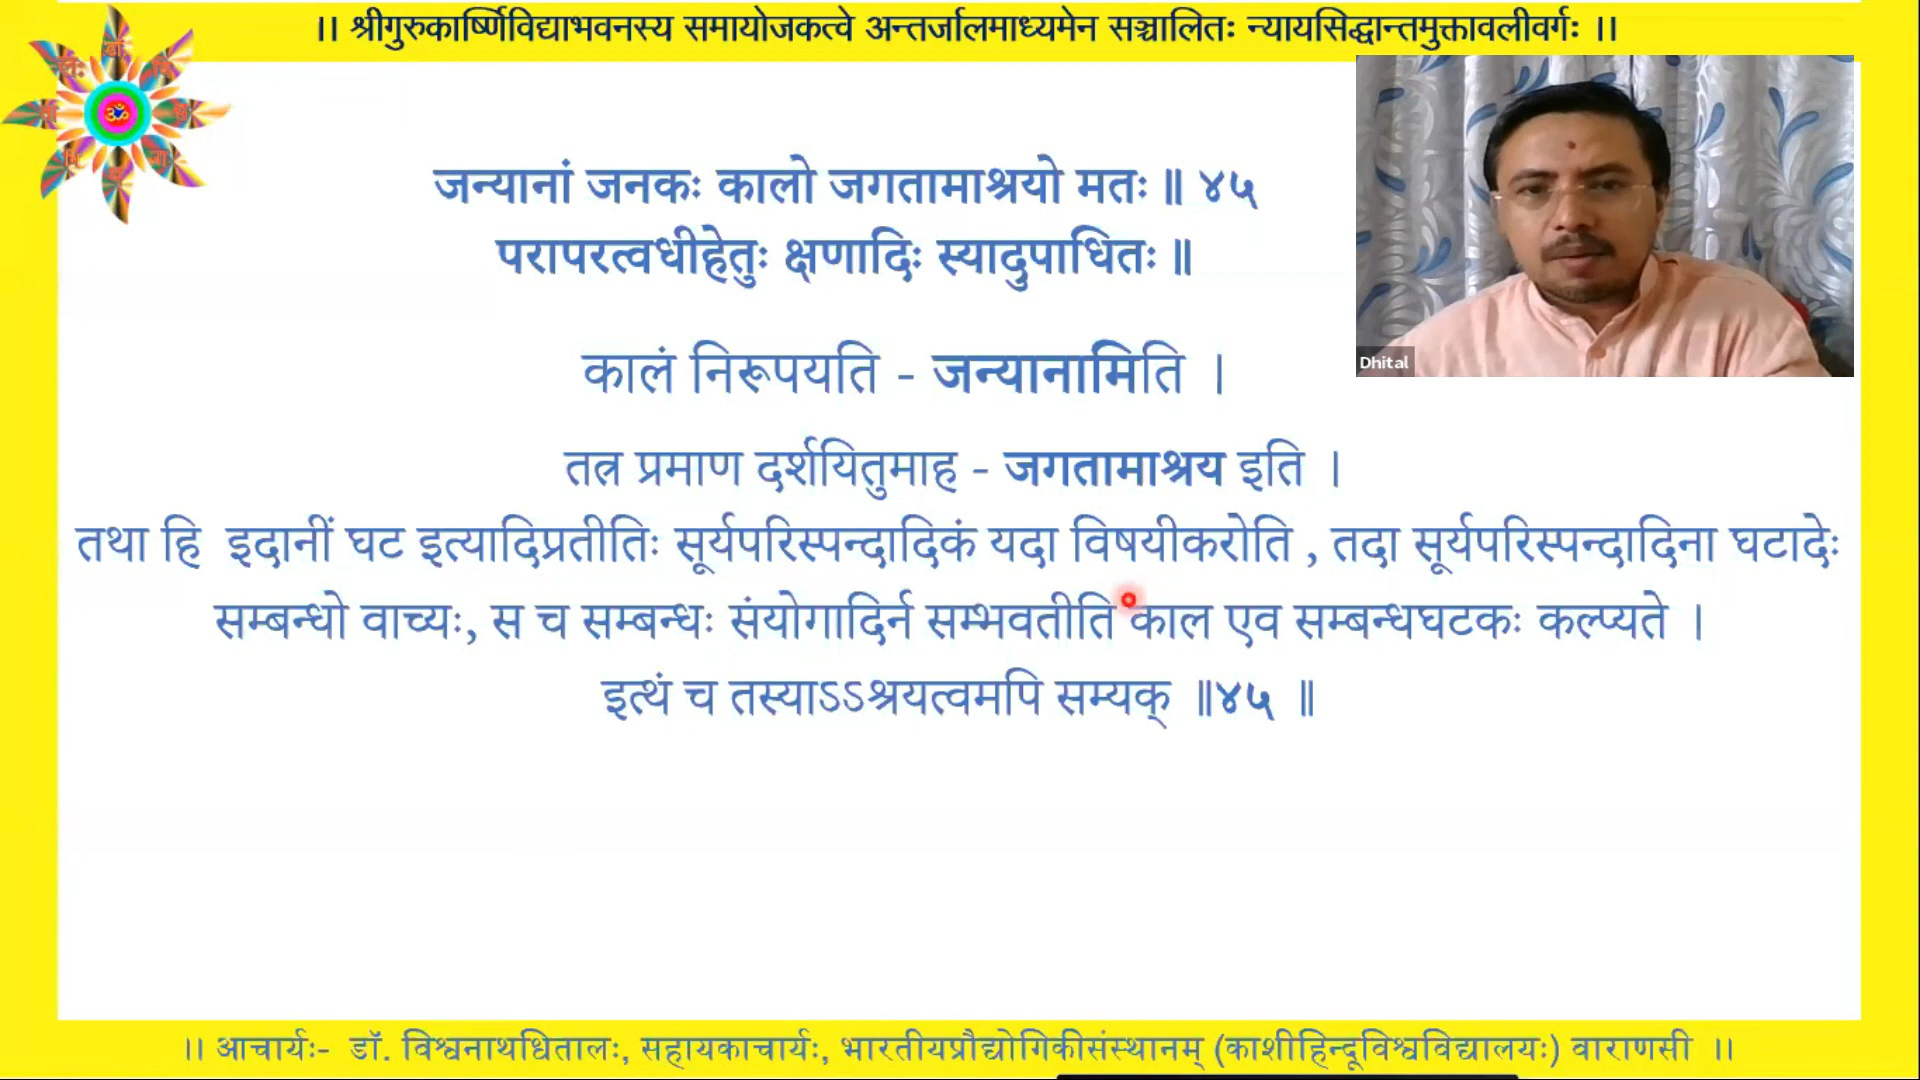 ।। श्रीगुरुकार्ष्णिविद्याभवनस्य समायोजकत्वे अन्तर्जालमाध्यमेन सञ्चालितः न्यायसिद्धान्तमुक्तावलीवर्गः ।।
जन्यानां जनकः कालो जगतामाश्रयो मतः॥ ४५
परापरत्वधीहेतुः क्षणादिः स्यादुपाधितः॥
कालं निरूपयति - जन्यानामिति ।
तत्र प्रमाण दर्शयितुमाह - जगतामाश्रय इति ।
तथा हि इदानीं घट इत्यादिप्रतीतिः सूर्यपरिस्पन्दादिकं यदा विषयीकरोति , तदा सूर्यपरिस्पन्दादिना घटादेः
सम्बन्धो वाच्यः, स च सम्बन्धः संयोगादिर्न सम्भवतीति काल एव सम्बन्धघटकः कल्प्यते ।
इत्थं च तस्याऽऽश्रयत्वमपि सम्यक् ॥४५ ॥
Dhital
।। आचार्यः- डॉ. विश्वनाथधितालः, सहायकाचार्यः, भारतीयप्रौद्योगिकीसंस्थानम् (काशीहिन्दूविश्वविद्यालयः) वाराणसी ।।